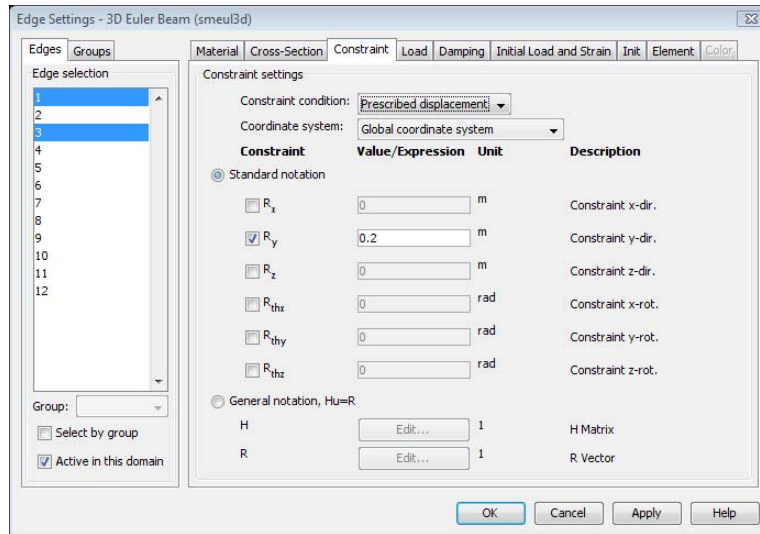 Edge Settings - 3D Euler Beam (smeul3d)
Edges Groups
Material Cross-Section Constraint Load Damping Initial Load and Strain Init Element Color
Edge selection
1
2
3
4
5
6
7
8
9
10
11
12
Group:
Select by group
Active in this domain
Constraint settings
Constraint condition: Prescribed displacement
Coordinate system: Global coordinate system
Constraint Value/Expression Unit Description
Standard notation
Rx 0 m Constraint x-dir.
Ry 0.2 m Constraint y-dir.
Rz 0 m Constraint z-dir.
Rthx 0 rad Constraint x-rot.
Rthy 0 rad Constraint y-rot.
Rthz 0 rad Constraint z-rot.
General notation, Hu=R
H Edit... 1 H Matrix
R Edit... 1 R Vector
OK Cancel Apply Help